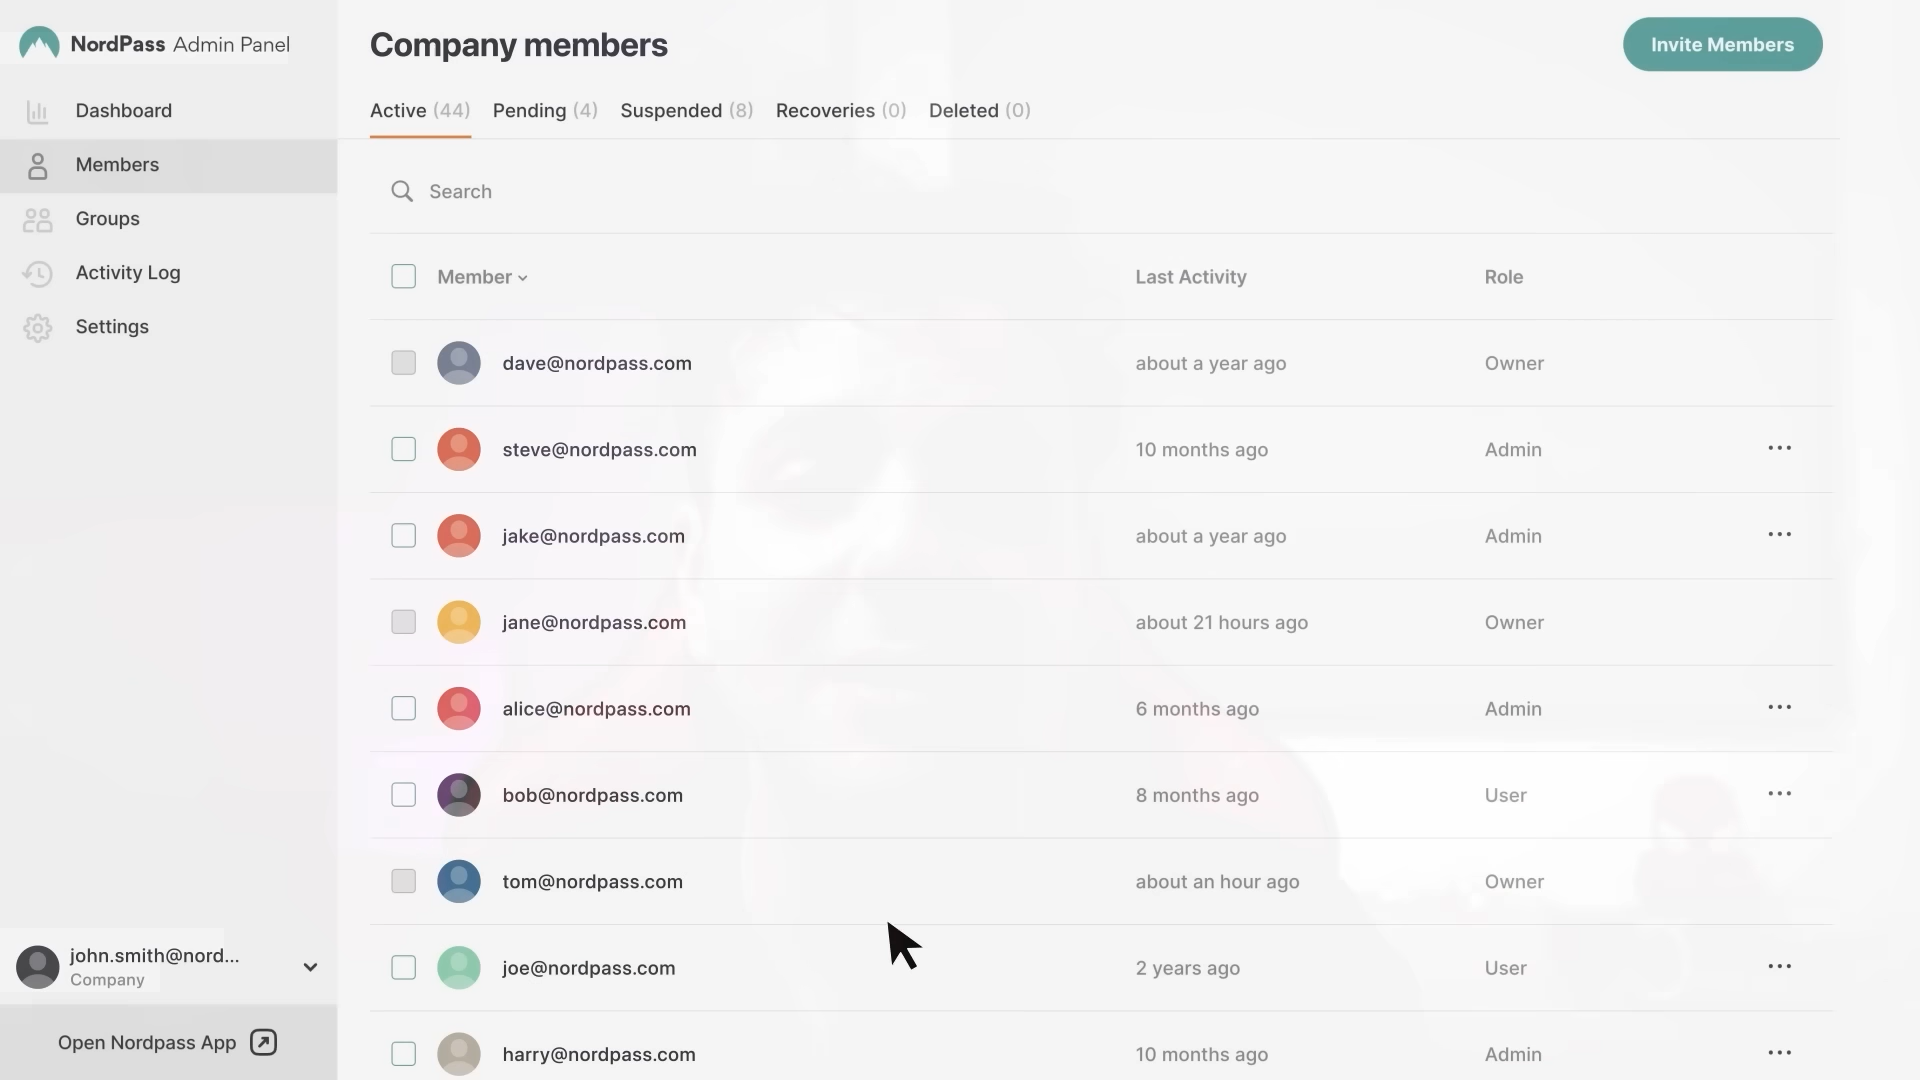 NordPass Admin Panel
Dashboard
Members
Groups
Activity Log
Settings
john.smith@nord...
Company
Open Nordpass App
Company members
Invite Members
Active (44) Pending (4) Suspended (8) Recoveries (0) Deleted (0)
Search
Member Last Activity Role
dave@nordpass.com about a year ago Owner
steve@nordpass.com 10 months ago Admin
jake@nordpass.com about a year ago Admin
jane@nordpass.com about 21 hours ago Owner
alice@nordpass.com 6 months ago Admin
bob@nordpass.com 8 months ago User
tom@nordpass.com about an hour ago Owner
joe@nordpass.com 2 years ago User
harry@nordpass.com 10 months ago Admin